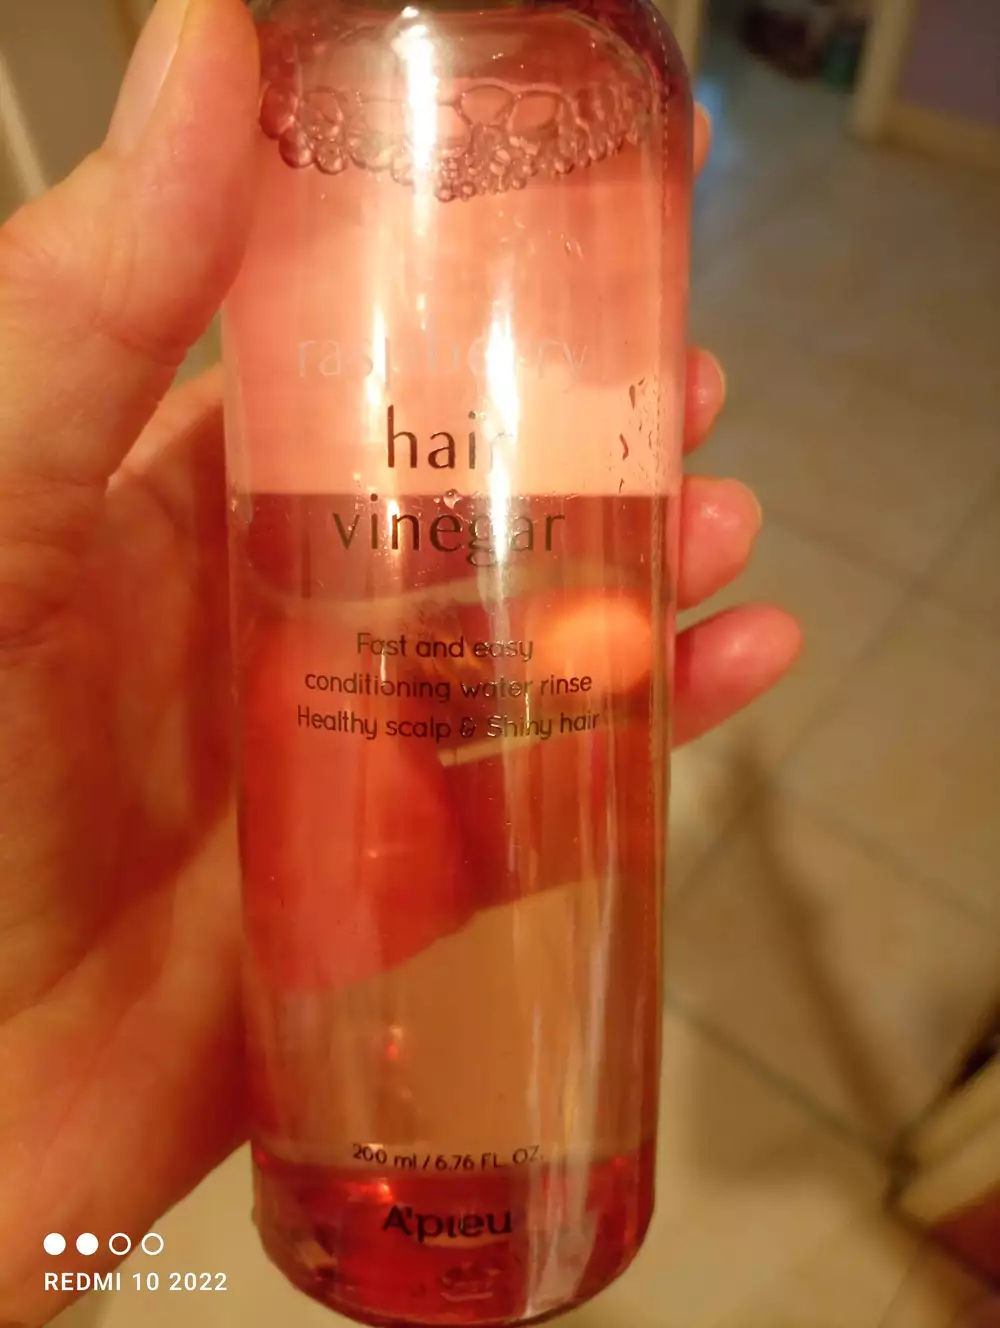 raspberry
hair
vinegar
Fast and easy
conditioning water rinse
Healthy scalp & Shiny hair
200 ml / 6.76 FL. OZ.
A'pieu
REDMI 10 2022